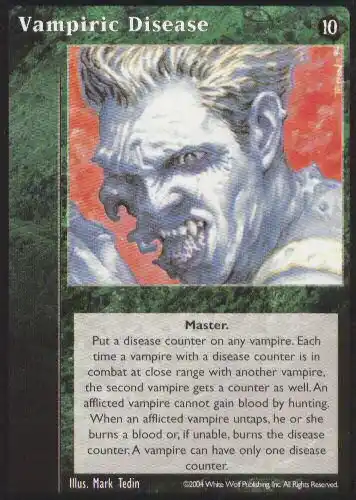 Vampiric Disease
10
Master.
Put a disease counter on any vampire. Each
time a vampire with a disease counter is in
combat at close range with another vampire,
the second vampire gets a counter as well. An
afflicted vampire cannot gain blood by hunting.
When an afflicted vampire untaps, he or she
burns a blood or, if unable, burns the disease
counter. A vampire can have only one disease
counter.
Illus. Mark Tedin
©2004 White Wolf Publishing, Inc. All Rights Reserved.